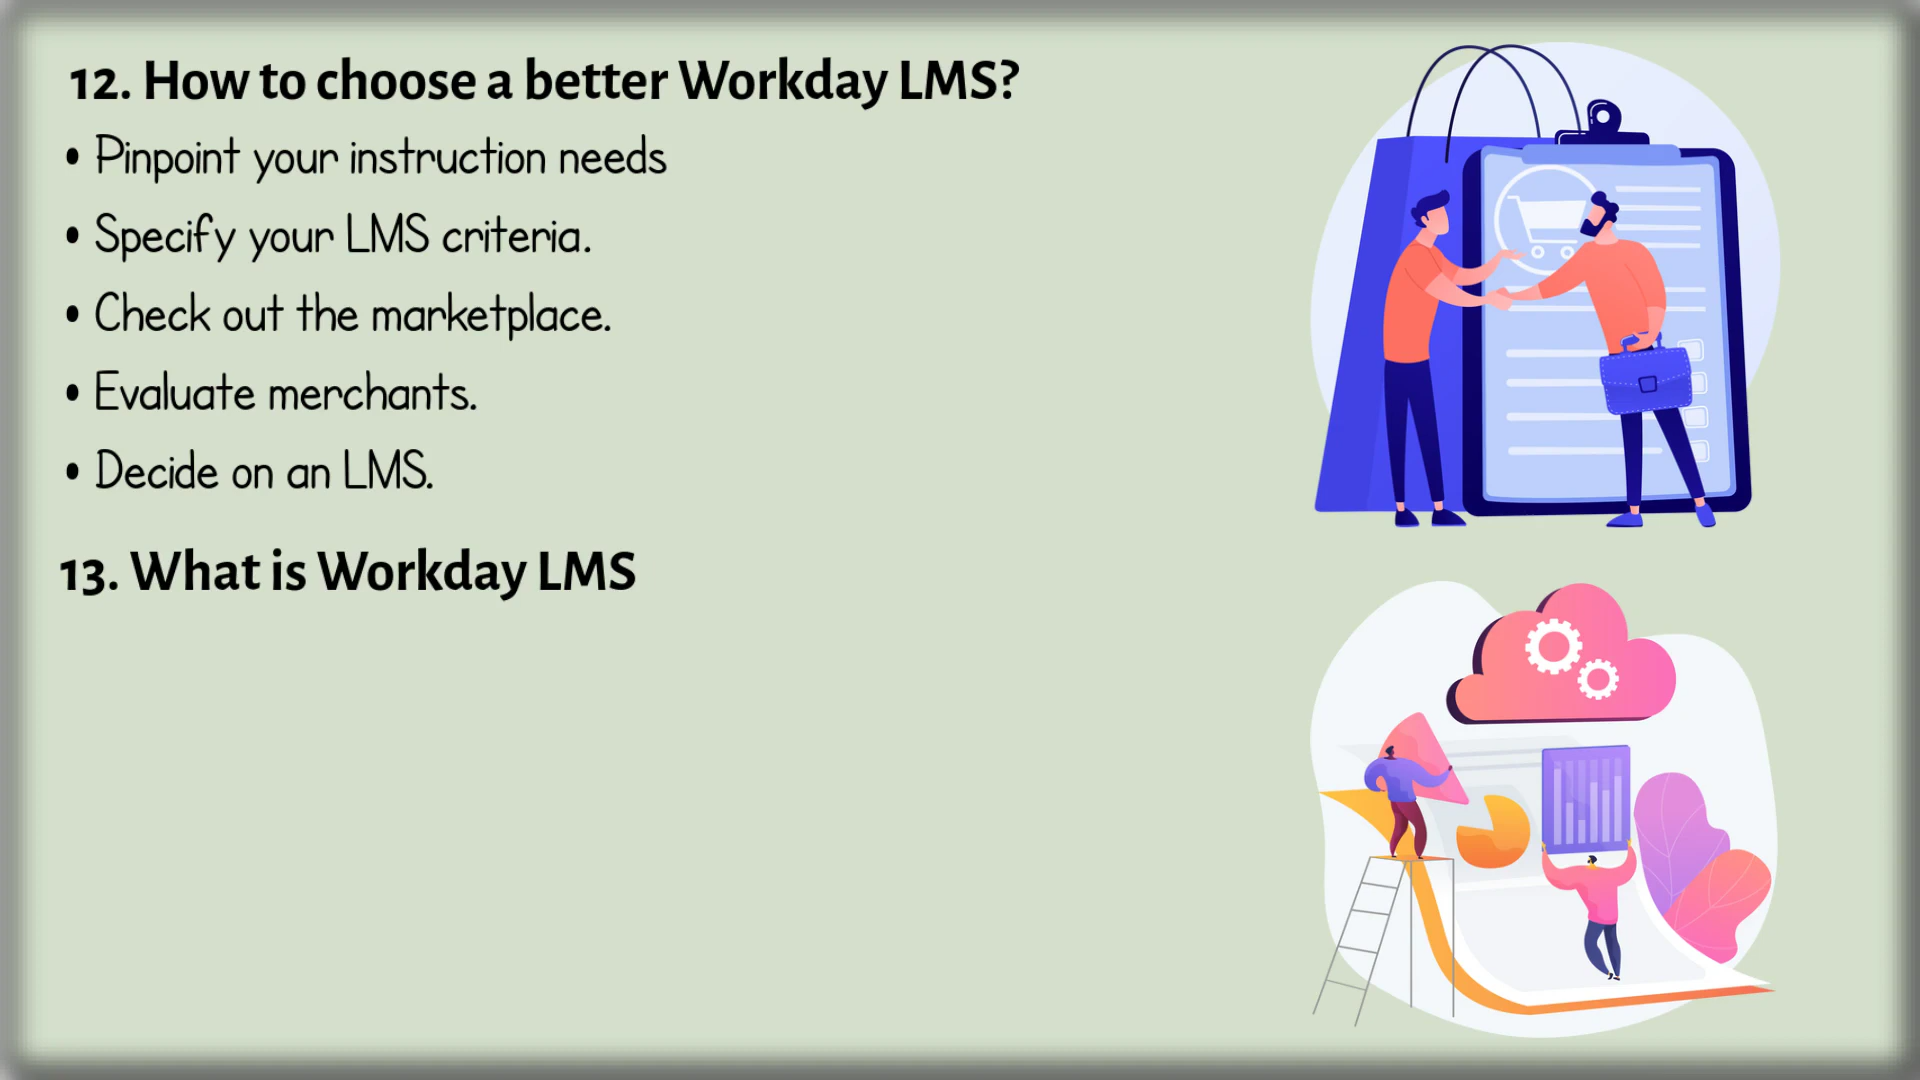 12. How to choose a better Workday LMS?
• Pinpoint your instruction needs
• Specify your LMS criteria.
• Check out the marketplace.
• Evaluate merchants.
• Decide on an LMS.
13. What is Workday LMS